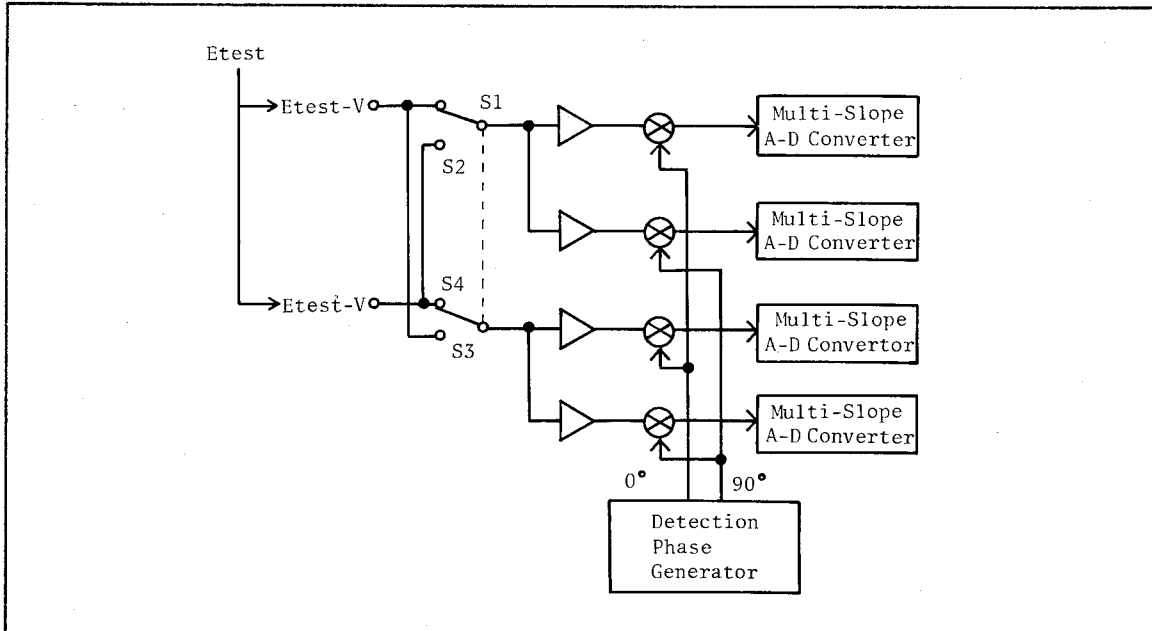 Etest
Etest-V
S1
Multi-Slope
A-D Converter
S2
Multi-Slope
A-D Converter
Etest-V
S4
Multi-Slope
A-D Convertor
S3
Multi-Slope
A-D Converter
0°
90°
Detection
Phase
Generator